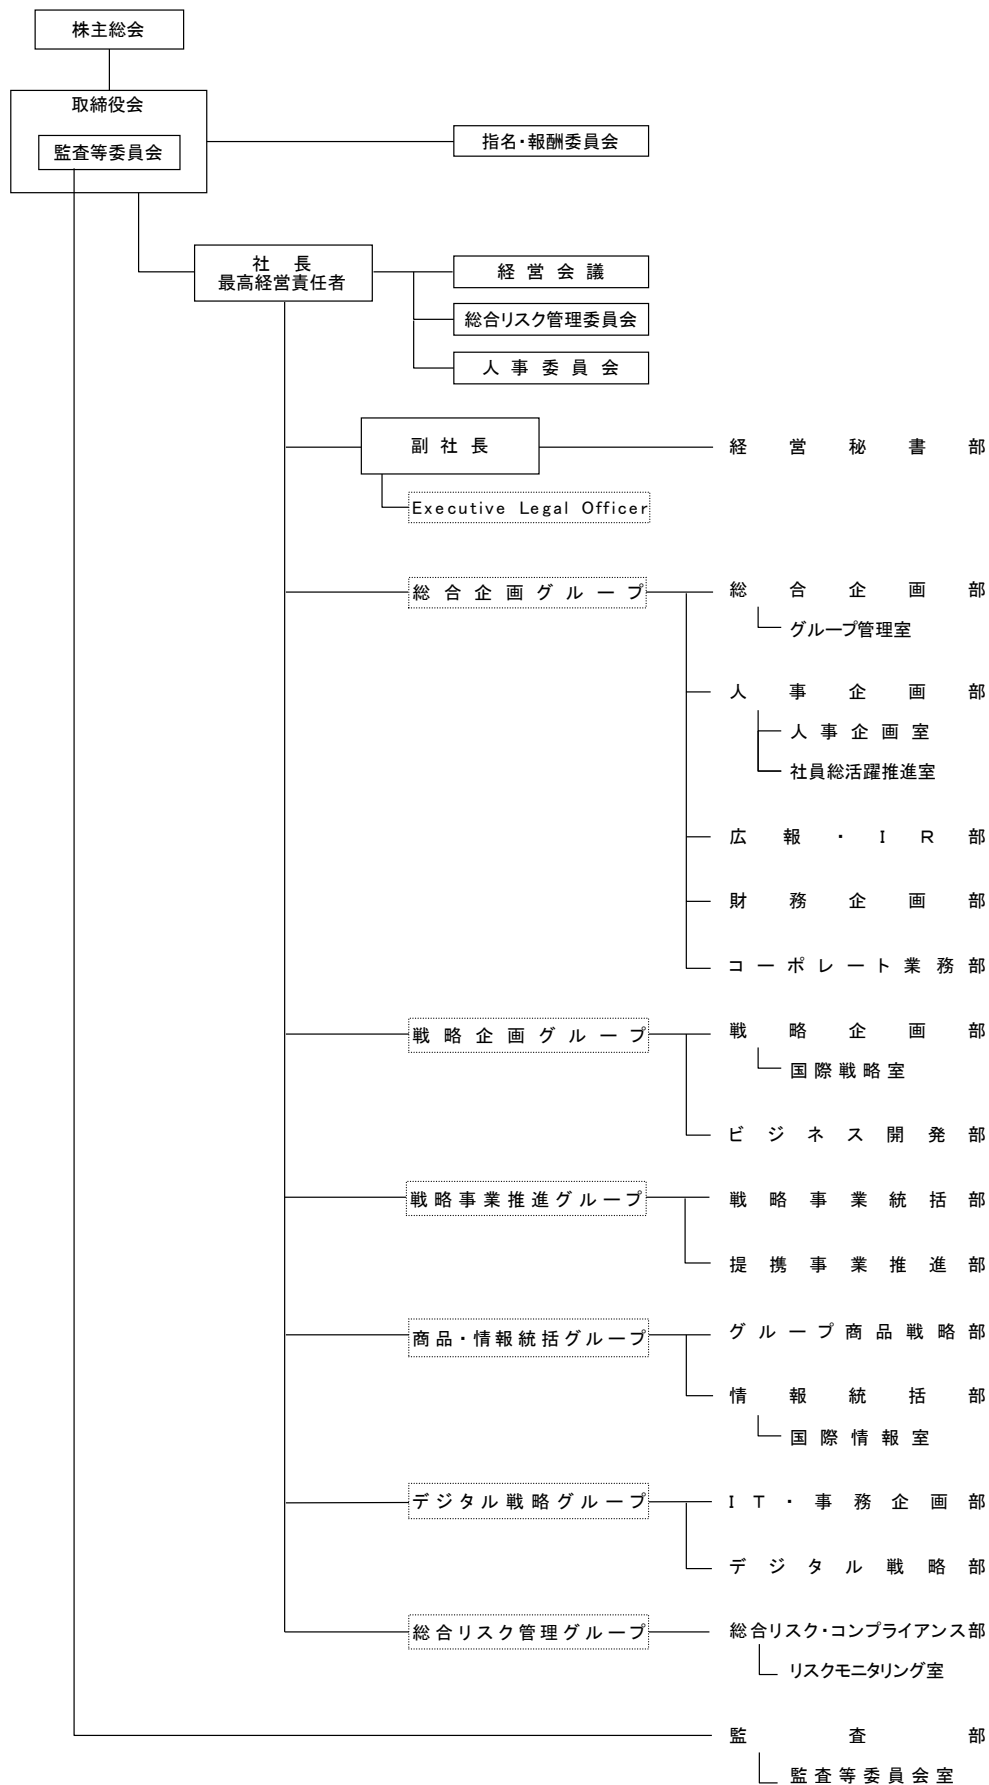 株主総会
取締役会
監査等委員会
指名・報酬委員会
社 長
最高経営責任者
経 営 会 議
総合リスク管理委員会
人 事 委 員 会
副 社 長
経 営 秘 書 部
Executive Legal Officer
総 合 企 画 グ ル ー プ
総 合 企 画 部
グループ管理室
人 事 企 画 部
人 事 企 画 室
社員総活躍推進室
広 報 ・ I R 部
財 務 企 画 部
コ ー ポ レ ー ト 業 務 部
戦 略 企 画 グ ル ー プ
戦 略 企 画 部
国 際 戦 略 室
ビ ジ ネ ス 開 発 部
戦 略 事 業 推 進 グ ル ー プ
戦 略 事 業 統 括 部
提 携 事 業 推 進 部
商 品 ・ 情 報 統 括 グ ル ー プ
グ ル ー プ 商 品 戦 略 部
情 報 統 括 部
国 際 情 報 室
デ ジ タ ル 戦 略 グ ル ー プ
I T ・ 事 務 企 画 部
デ ジ タ ル 戦 略 部
総 合 リ ス ク 管 理 グ ル ー プ
総合リスク・コンプライアンス部
リスクモニタリング室
監 査 部
監 査 等 委 員 会 室